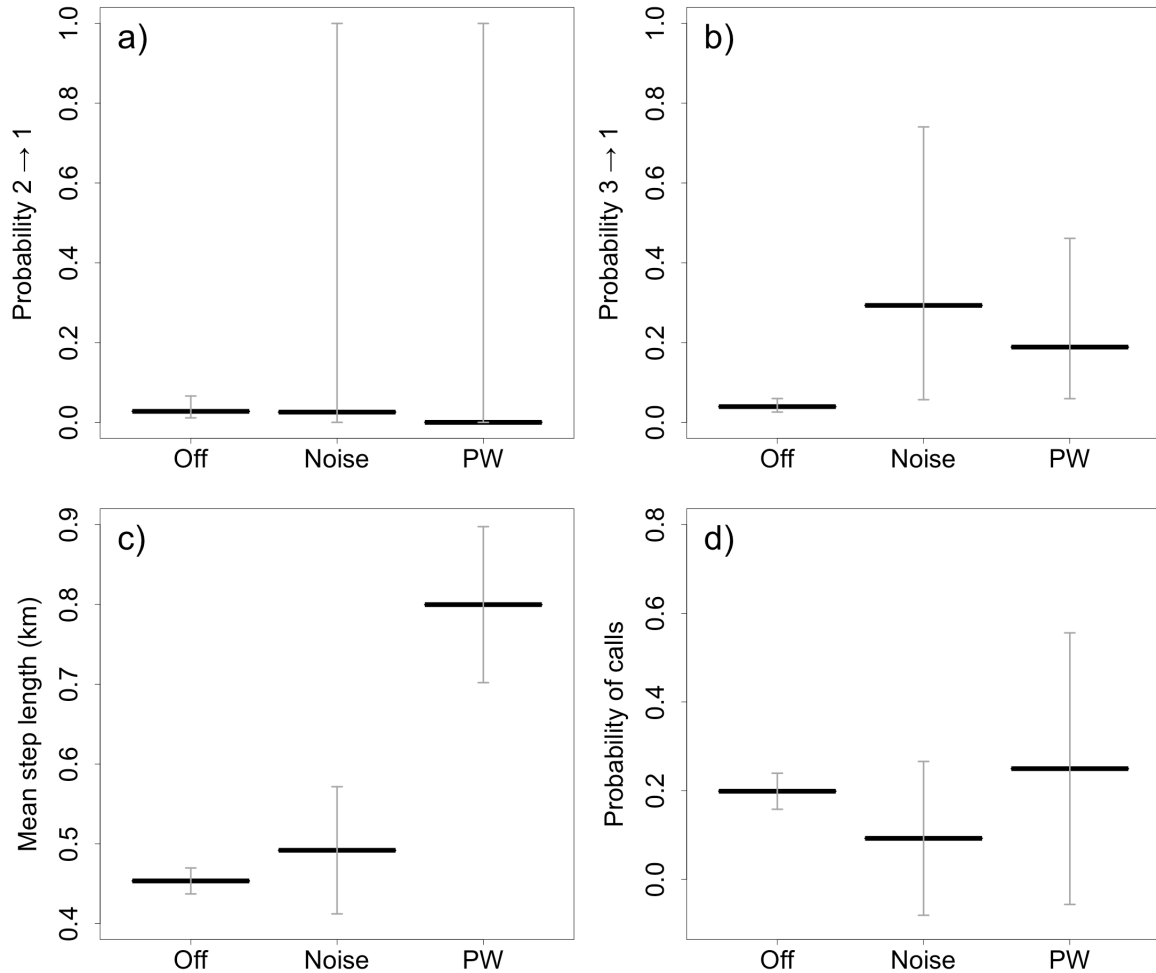 a)
Probability 2 → 1
1.0
0.8
0.6
0.4
0.2
0.0
Off Noise PW
b)
Probability 3 → 1
1.0
0.8
0.6
0.4
0.2
0.0
Off Noise PW
c)
Mean step length (km)
0.9
0.8
0.7
0.6
0.5
0.4
Off Noise PW
d)
Probability of calls
0.8
0.6
0.4
0.2
0.0
Off Noise PW